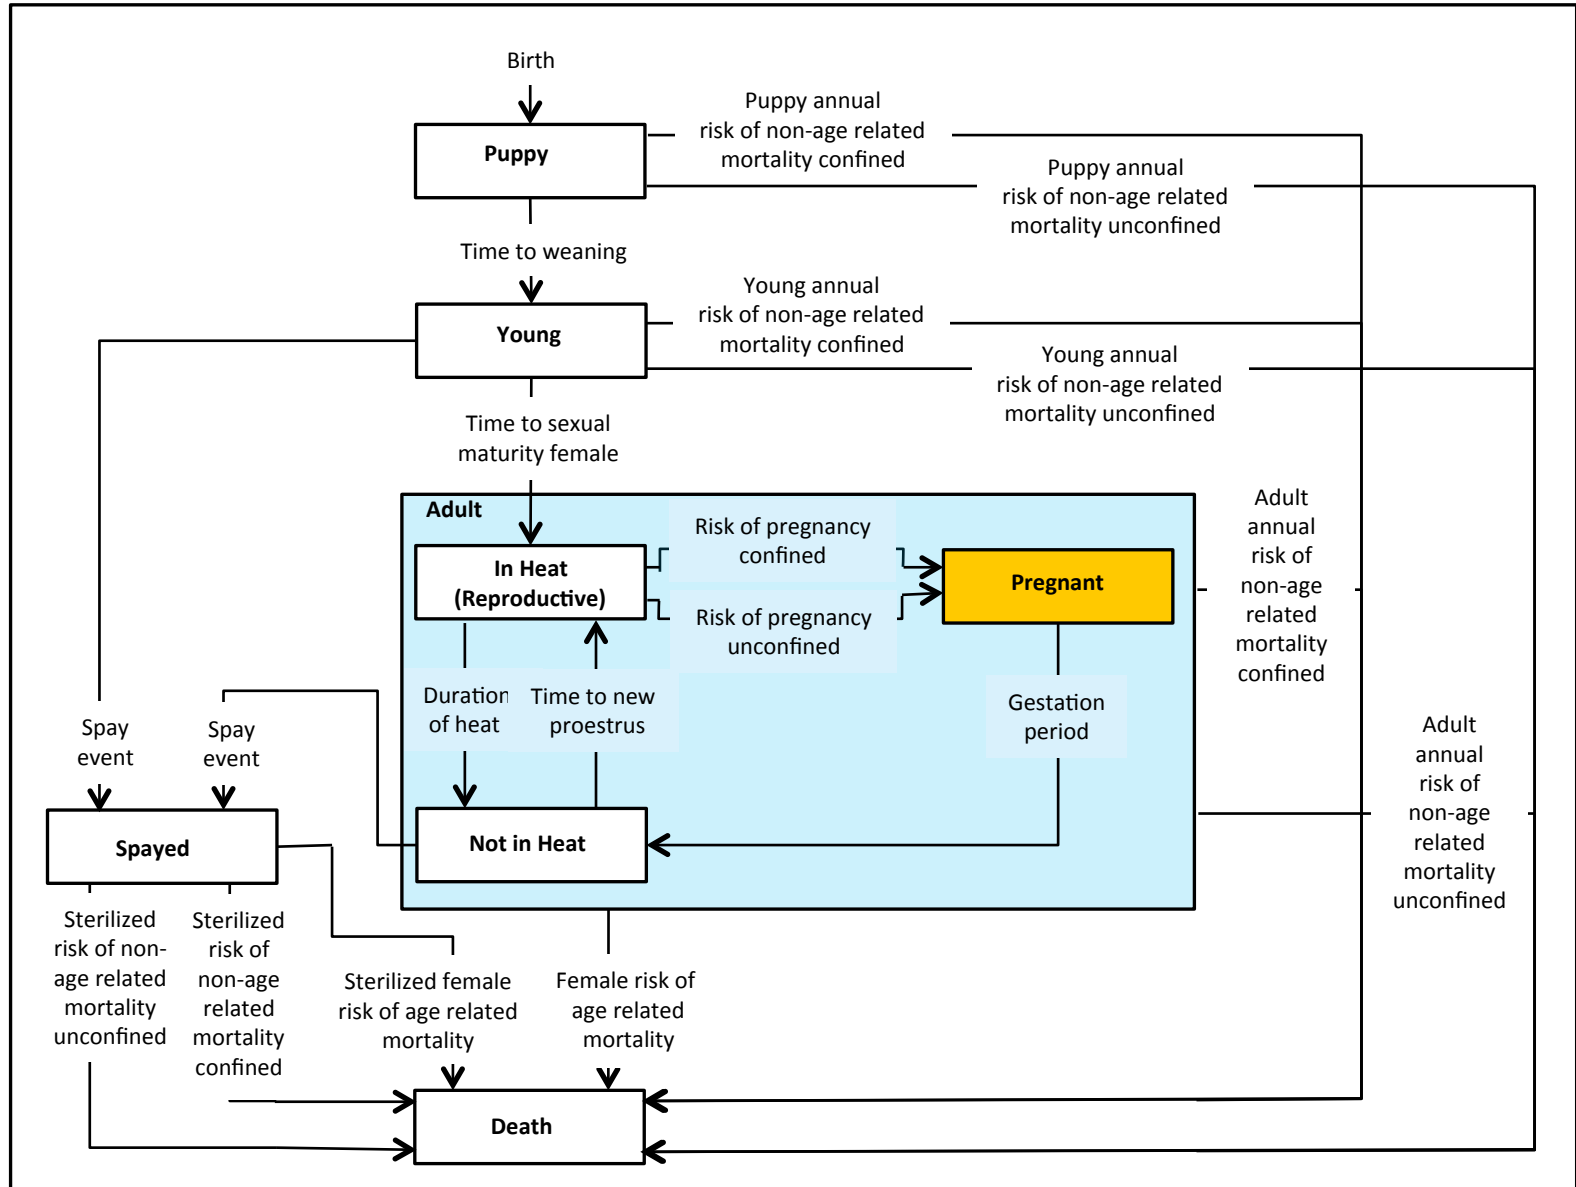 Birth
Puppy
Puppy annual
risk of non-age related
mortality confined
Puppy annual
risk of non-age related
mortality unconfined
Time to weaning
Young
Young annual
risk of non-age related
mortality confined
Young annual
risk of non-age related
mortality unconfined
Time to sexual
maturity female
Adult
In Heat
(Reproductive)
Risk of pregnancy
confined
Risk of pregnancy
unconfined
Pregnant
Adult
annual
risk of
non-age
related
mortality
confined
Duration
of heat
Time to new
proestrus
Gestation
period
Spay
event
Spay
event
Adult
annual
risk of
non-age
related
mortality
unconfined
Spayed
Not in Heat
Sterilized
risk of non-
age related
mortality
unconfined
Sterilized
risk of
non-age
related
mortality
confined
Sterilized female
risk of age related
mortality
Female risk of
age related
mortality
Death